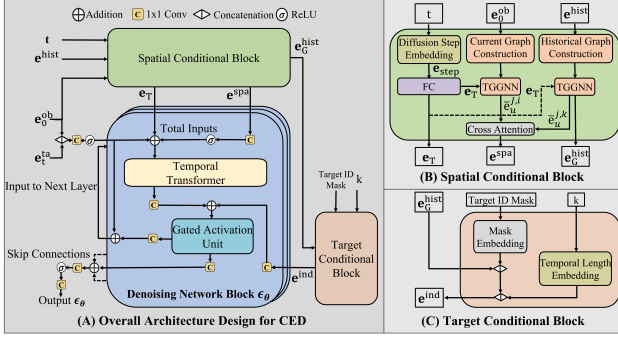 Addition C 1x1 Conv Concatenation σ ReLU
t
e^hist
e_0^ob
e_t^ta
Spatial Conditional Block
e_G^hist
e_T
e^spa
Total Inputs
σ
C
C
σ
Temporal
Transformer
Input to Next Layer
C
Gated Activation
Unit
C
C
C
Skip Connections
σ
C
C
Output ϵ_θ
Denoising Network Block ϵ_θ
e^ind
Target ID
Mask
k
Target
Conditional
Block
(A) Overall Architecture Design for CED
t
e_0^ob
e^hist
Diffusion Step
Embedding
Current Graph
Construction
Historical Graph
Construction
e_step
FC
e_T
TGGNN
e_T
TGGNN
ē_u^j,i
ē_u^j,k
Cross Attention
e_T
e^spa
e_G^hist
(B) Spatial Conditional Block
e_G^hist
Target ID Mask
k
Mask
Embedding
Temporal Length
Embedding
e^ind
(C) Target Conditional Block